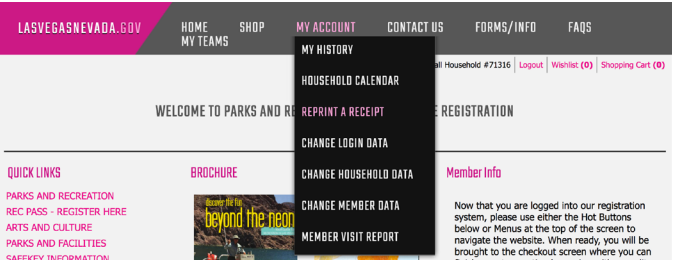 LASVEGASNEVADA.GOV
HOME SHOP MY ACCOUNT CONTACT US FORMS/INFO FAQS
MY TEAMS
MY HISTORY
HOUSEHOLD CALENDAR
REPRINT A RECEIPT
CHANGE LOGIN DATA
CHANGE HOUSEHOLD DATA
CHANGE MEMBER DATA
MEMBER VISIT REPORT
all Household #71316 Logout Wishlist (0) Shopping Cart (0)
WELCOME TO PARKS AND RE E REGISTRATION
QUICK LINKS
PARKS AND RECREATION
REC PASS - REGISTER HERE
ARTS AND CULTURE
PARKS AND FACILITIES
SAFEKEY INFORMATION
BROCHURE
discover the fun
beyond the neon
Member Info
Now that you are logged into our registration
system, please use either the Hot Buttons
below or Menus at the top of the screen to
navigate the website. When ready, you will be
brought to the checkout screen where you can